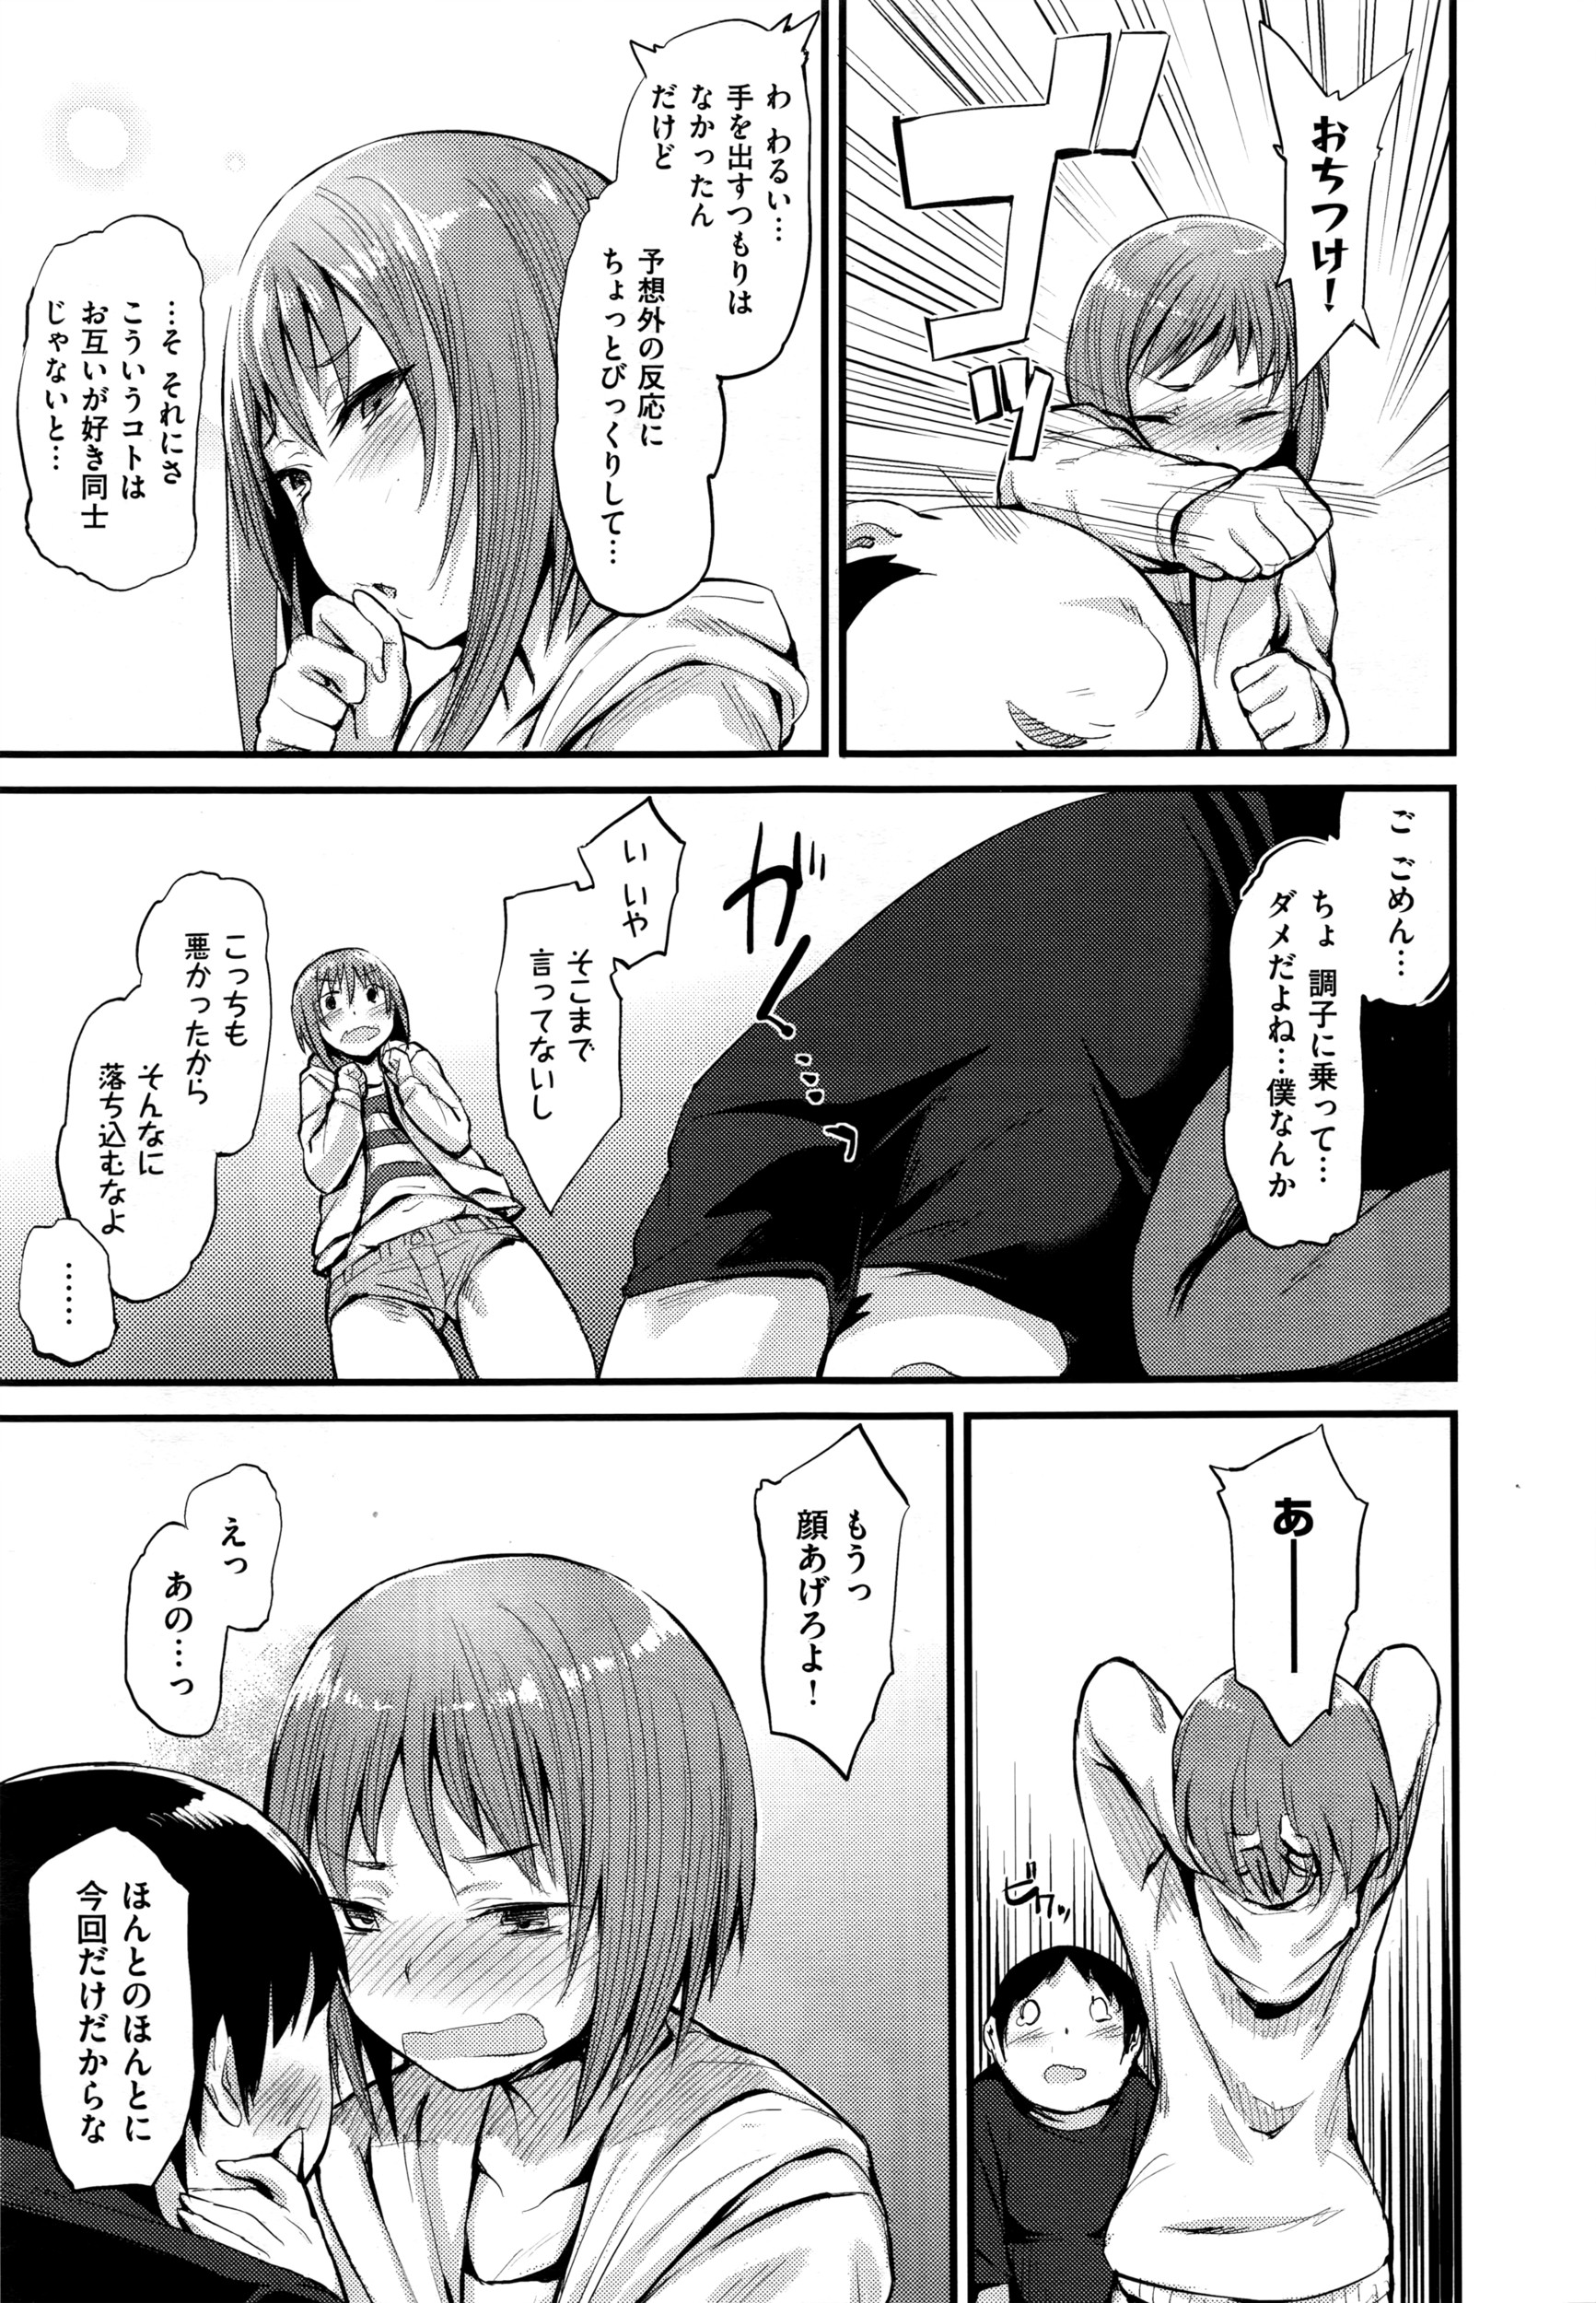 おちつけ！
ゴッ
わ わるい…
手を出すつもりは
なかったん
だけど
予想外の反応に
ちょっとびっくりして…
…そ それにさ
こういうコトは
お互いが好き同士
じゃないと…
ご ごめん…
ちょ 調子に乗って…
ダメだよね…僕なんか
がくっ…
い いや
そこまで
言ってないし
こっちも
悪かったから
そんなに
落ち込むなよ
……
あーーー
ビクッ
もうっ
顔あげろよ！
えっ
あの…っ
ほんとのほんとに
今回だけだからな